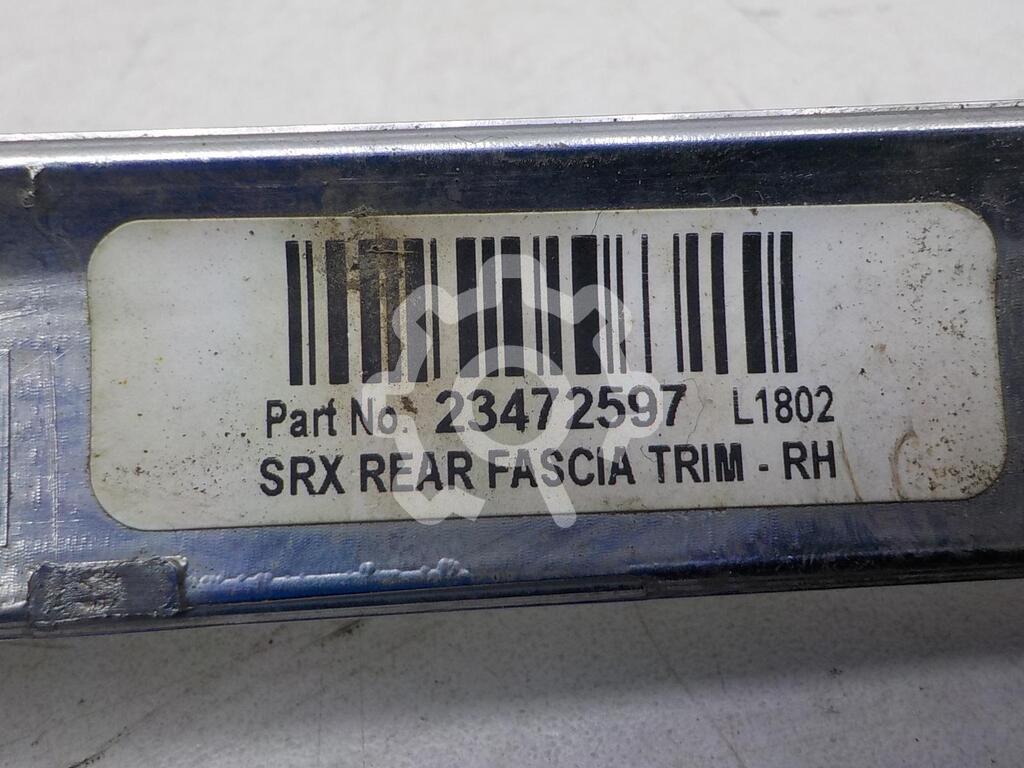 Part No. 23472597 L1802
SRX REAR FASCIA TRIM - RH